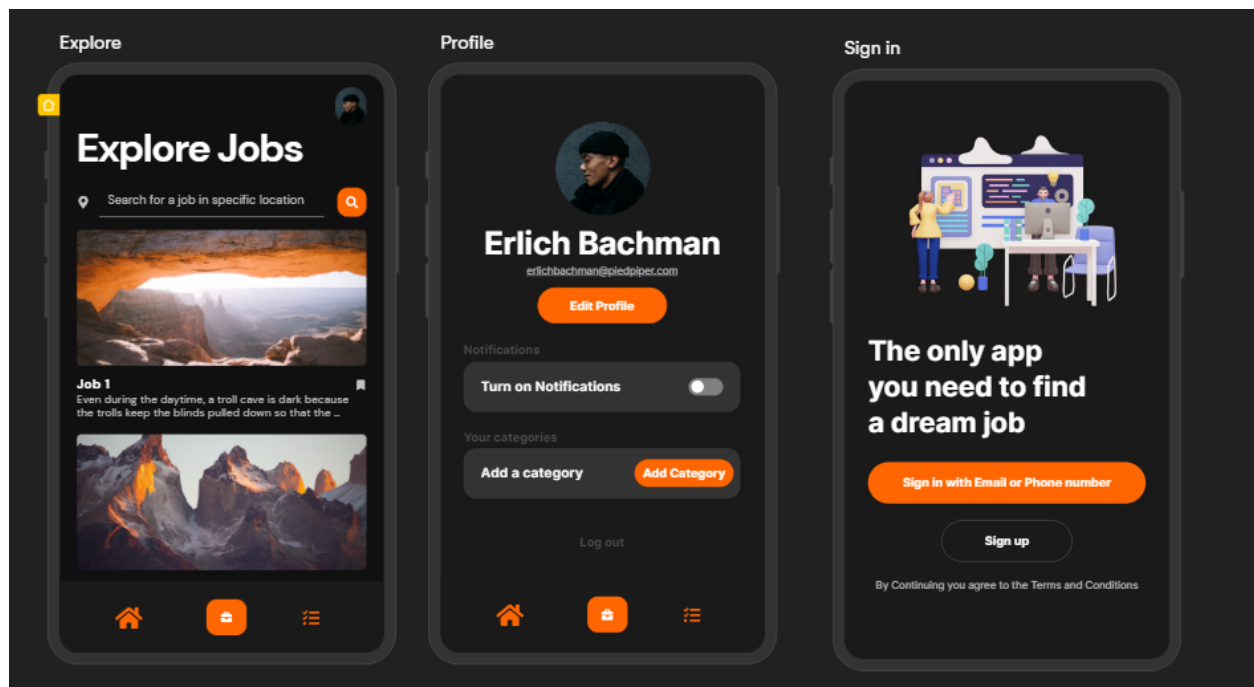 Explore
Explore Jobs
Search for a job in specific location
Job 1
Even during the daytime, a troll cave is dark because
the trolls keep the blinds pulled down so that the ...
Profile
Erlich Bachman
erlichbachman@piedpiper.com
Edit Profile
Notifications
Turn on Notifications
Your categories
Add a category
Add Category
Log out
Sign in
The only app
you need to find
a dream job
Sign in with Email or Phone number
Sign up
By Continuing you agree to the Terms and Conditions